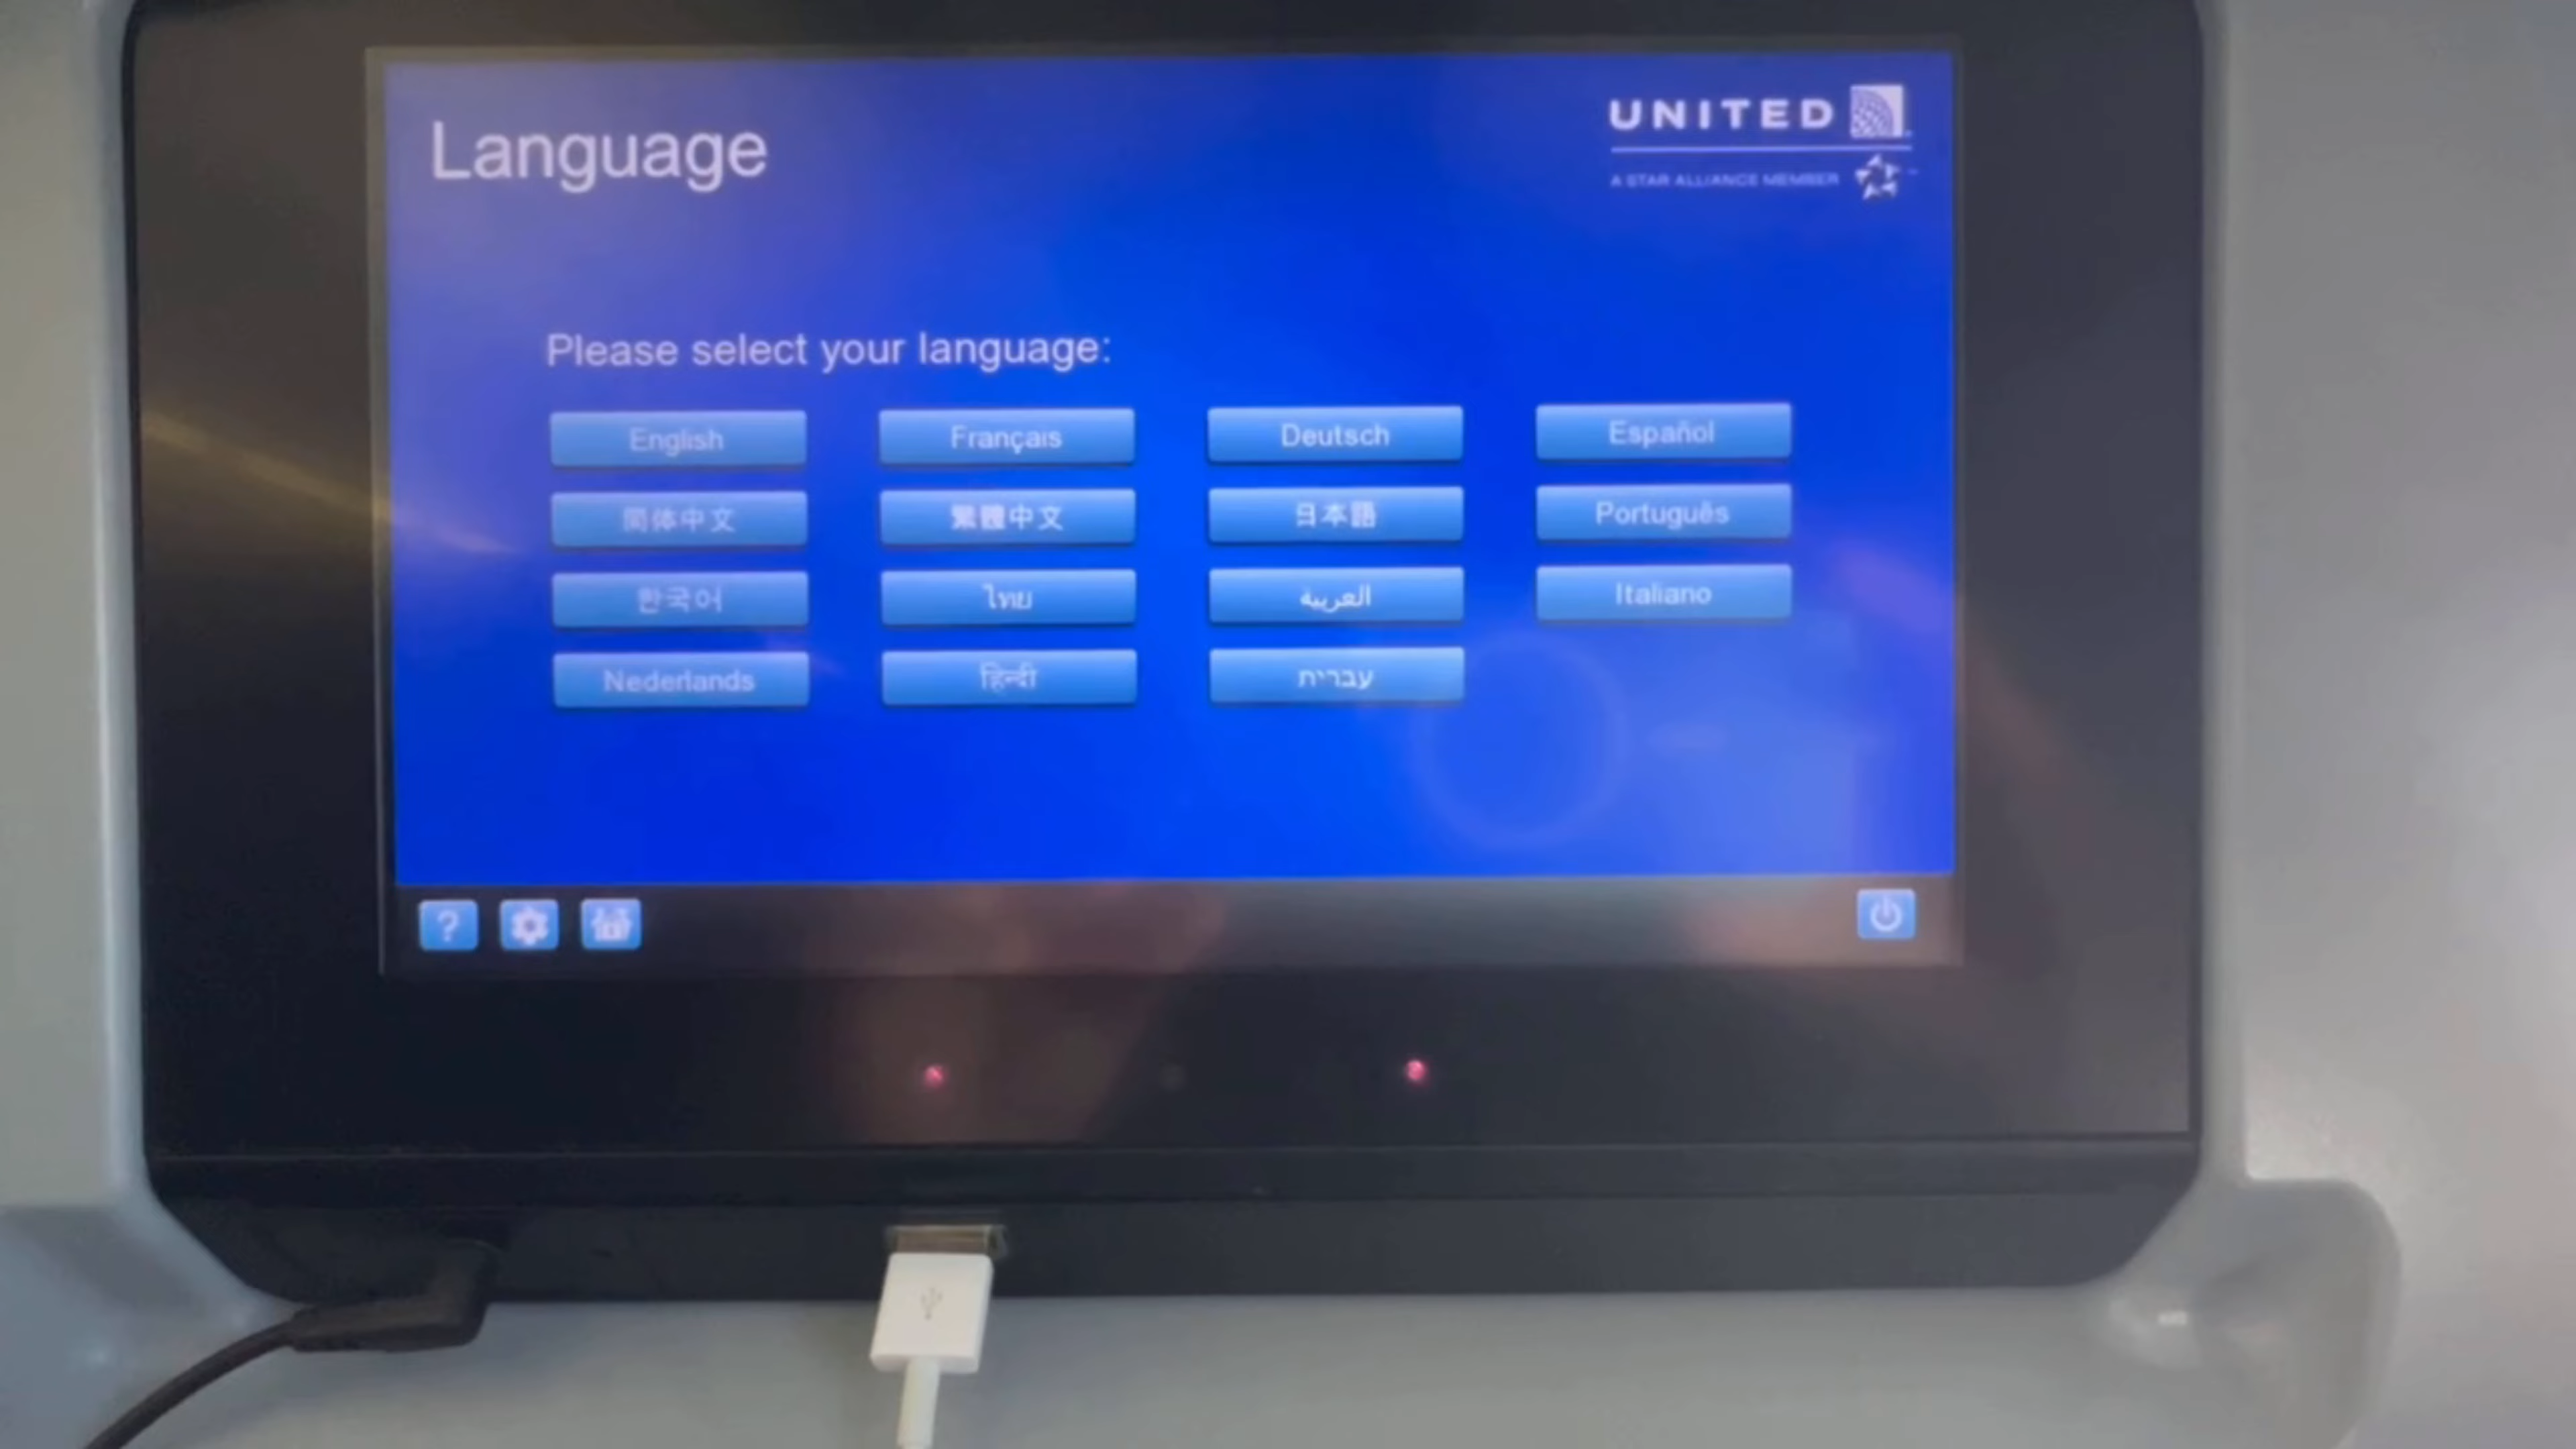 Language
UNITED
A STAR ALLIANCE MEMBER
Please select your language:
English
Français
Deutsch
Español
简体中文
繁體中文
日本語
Português
한국어
ไทย
العربية
Italiano
Nederlands
हिन्दी
עברית
?